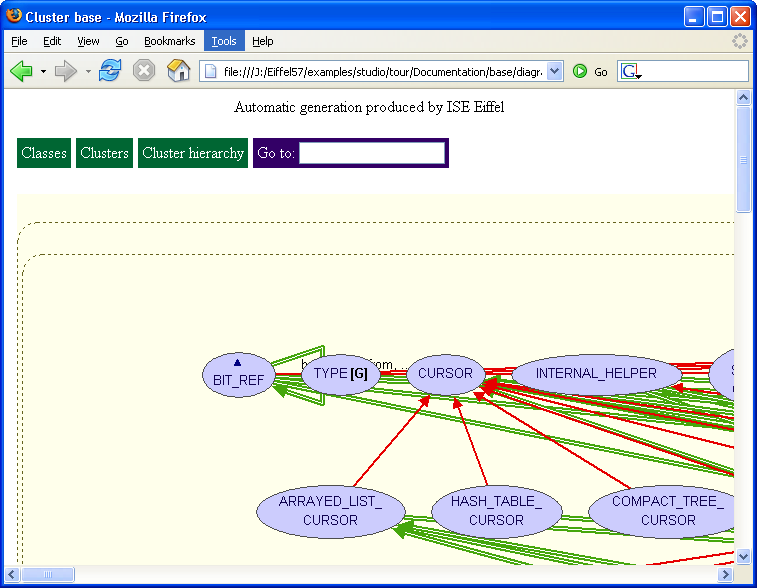 Cluster base - Mozilla Firefox
File Edit View Go Bookmarks Tools Help
file:///J:/Eiffel57/examples/studio/tour/Documentation/base/diagr Go G
Automatic generation produced by ISE Eiffel
Classes Clusters Cluster hierarchy Go to:
BIT_REF TYPE [G] CURSOR INTERNAL_HELPER
ARRAYED_LIST_ HASH_TABLE_ COMPACT_TREE_
CURSOR CURSOR CURSOR